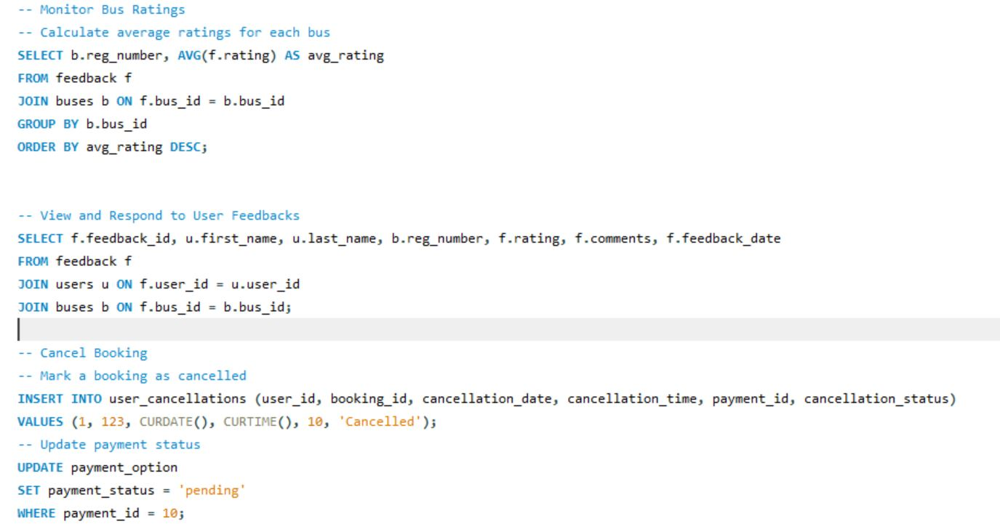 -- Monitor Bus Ratings
-- Calculate average ratings for each bus
SELECT b.reg_number, AVG(f.rating) AS avg_rating
FROM feedback f
JOIN buses b ON f.bus_id = b.bus_id
GROUP BY b.bus_id
ORDER BY avg_rating DESC;
-- View and Respond to User Feedbacks
SELECT f.feedback_id, u.first_name, u.last_name, b.reg_number, f.rating, f.comments, f.feedback_date
FROM feedback f
JOIN users u ON f.user_id = u.user_id
JOIN buses b ON f.bus_id = b.bus_id;
-- Cancel Booking
-- Mark a booking as cancelled
INSERT INTO user_cancellations (user_id, booking_id, cancellation_date, cancellation_time, payment_id, cancellation_status)
VALUES (1, 123, CURDATE(), CURTIME(), 10, 'Cancelled');
-- Update payment status
UPDATE payment_option
SET payment_status = 'pending'
WHERE payment_id = 10;